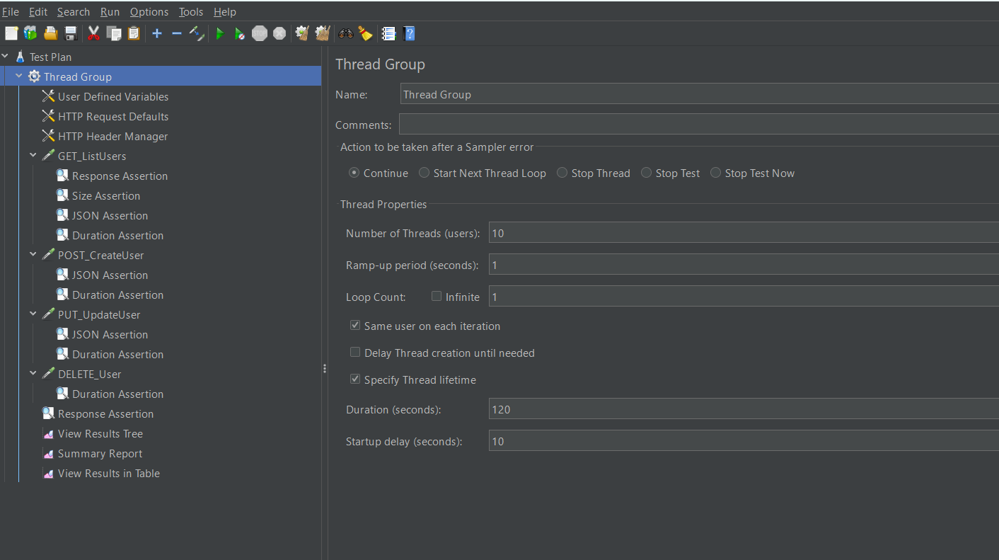 File Edit Search Run Options Tools Help
STOP
Test Plan
Thread Group
User Defined Variables
HTTP Request Defaults
HTTP Header Manager
GET_ListUsers
Response Assertion
Size Assertion
JSON Assertion
Duration Assertion
POST_CreateUser
JSON Assertion
Duration Assertion
PUT_UpdateUser
JSON Assertion
Duration Assertion
DELETE_User
Duration Assertion
Response Assertion
View Results Tree
Summary Report
View Results in Table
Thread Group
Name: Thread Group
Comments:
Action to be taken after a Sampler error
Continue Start Next Thread Loop Stop Thread Stop Test Stop Test Now
Thread Properties
Number of Threads (users): 10
Ramp-up period (seconds): 1
Loop Count: Infinite 1
Same user on each iteration
Delay Thread creation until needed
Specify Thread lifetime
Duration (seconds): 120
Startup delay (seconds): 10